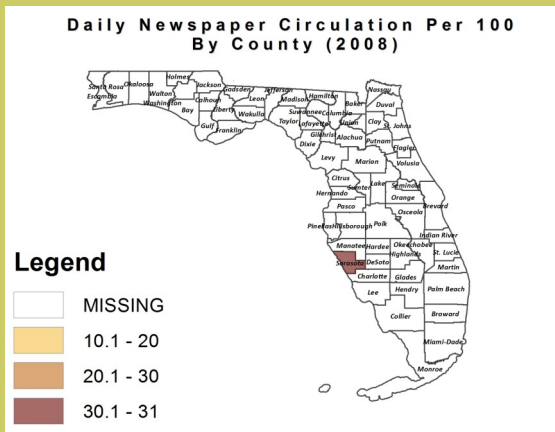 Daily Newspaper Circulation Per 100
By County (2008)
Holmes
Santa Rosa
Okaloosa
Jackson
Escambia
Walton
Gadsden
Jefferson
Washington
Calhoun
Leon
Madison
Hamilton
Nassau
Bay
Liberty
Wakulla
Suwannee
Columbia
Baker
Duval
Gulf
Franklin
Taylor
Lafayette
Union
Clay
St. Johns
Gilchrist
Alachua
Putnam
Dixie
Flagler
Levy
Marion
Volusia
Citrus
Sumter
Lake
Seminole
Hernando
Orange
Brevard
Pasco
Osceola
Pinellas
Hillsborough
Polk
Indian River
Manatee
Hardee
Okeechobee
Highlands
St. Lucie
Sarasota
DeSoto
Martin
Charlotte
Glades
Lee
Hendry
Palm Beach
Collier
Broward
Miami-Dade
Monroe
Legend
MISSING
10.1 - 20
20.1 - 30
30.1 - 31